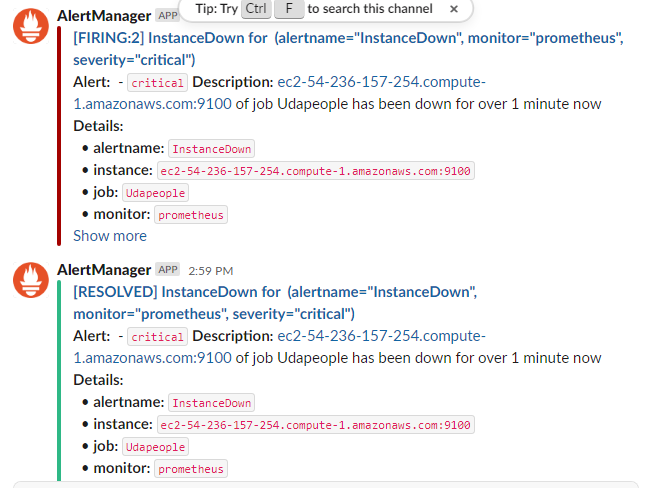 AlertManager APP
Tip: Try Ctrl F to search this channel ×
[FIRING:2] InstanceDown for (alertname="InstanceDown", monitor="prometheus",
severity="critical")
Alert: - critical Description: ec2-54-236-157-254.compute-
1.amazonaws.com:9100 of job Udapeople has been down for over 1 minute now
Details:
• alertname: InstanceDown
• instance: ec2-54-236-157-254.compute-1.amazonaws.com:9100
• job: Udapeople
• monitor: prometheus
Show more
AlertManager APP 2:59 PM
[RESOLVED] InstanceDown for (alertname="InstanceDown",
monitor="prometheus", severity="critical")
Alert: - critical Description: ec2-54-236-157-254.compute-
1.amazonaws.com:9100 of job Udapeople has been down for over 1 minute now
Details:
• alertname: InstanceDown
• instance: ec2-54-236-157-254.compute-1.amazonaws.com:9100
• job: Udapeople
• monitor: prometheus